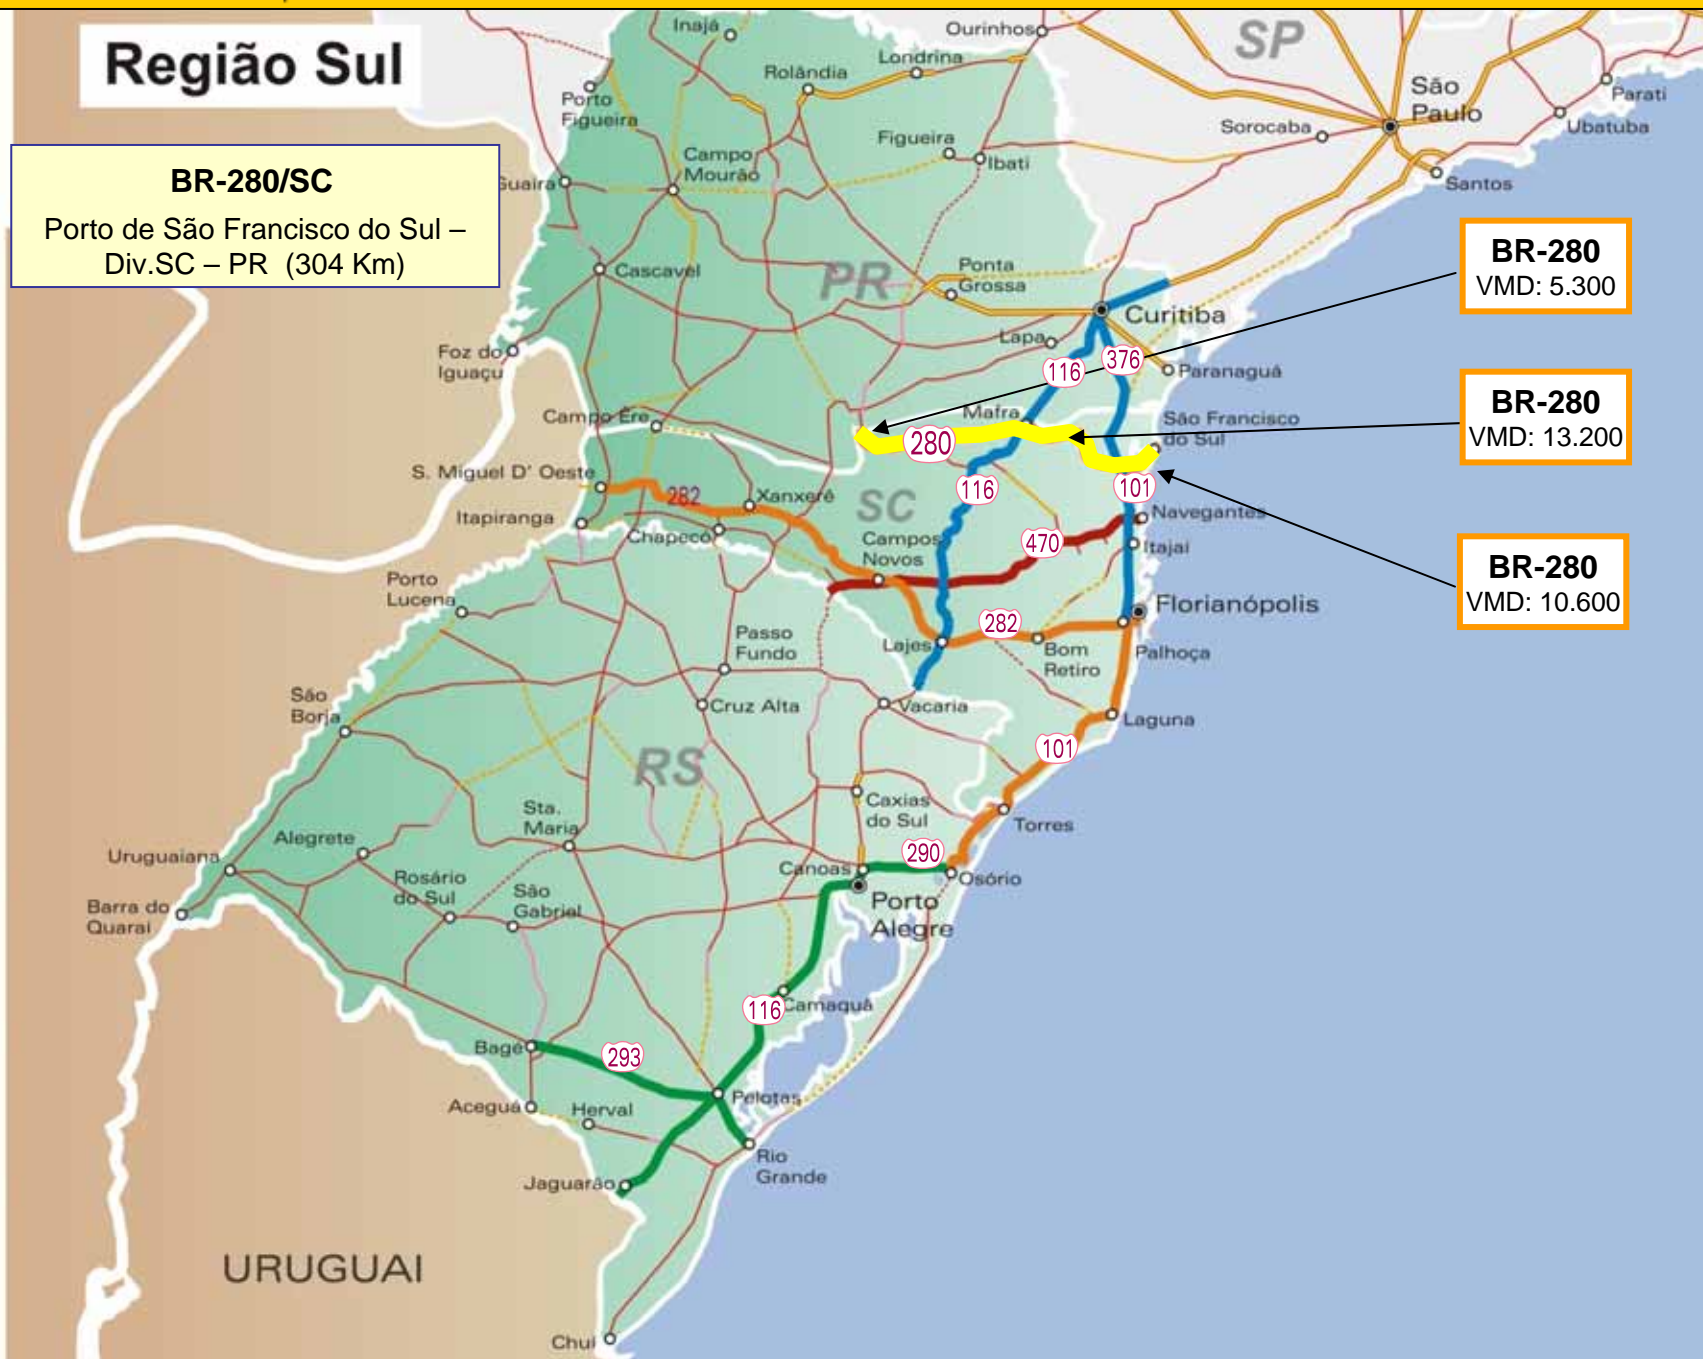 Região Sul
BR-280/SC
Porto de São Francisco do Sul –
Div.SC – PR (304 Km)
Inajá
Ourinhos
SP
Londrina
Rolândia
São
Paulo
Parati
Porto
Figueira
Sorocaba
Ubatuba
Figueira
Ibati
Campo
Mourão
Guaira
Santos
BR-280
VMD: 5.300
Cascavel
PR
Ponta
Grossa
Curitiba
Lapa
Foz do
Iguaçu
116
376
Paranaguá
BR-280
VMD: 13.200
Campo Êre
Mafra
São Francisco
do Sul
280
S. Miguel D' Oeste
282
Xanxerê
SC
116
101
Itapiranga
Chapecó
Navegantes
Campos
Novos
470
Itajaí
BR-280
VMD: 10.600
Porto
Lucena
Florianópolis
Passo
Fundo
Lajes
282
Bom
Retiro
Palhoça
São
Borja
Cruz Alta
Vacaria
Laguna
101
RS
Caxias
do Sul
Torres
Sta.
Maria
Alegrete
Uruguaiana
290
Canoas
Osório
Rosário
do Sul
São
Gabriel
Barra do
Quarai
Porto
Alegre
116
Camaquã
Bagé
293
Pelotas
Aceguá
Herval
Rio
Grande
Jaguarão
URUGUAI
Chuí